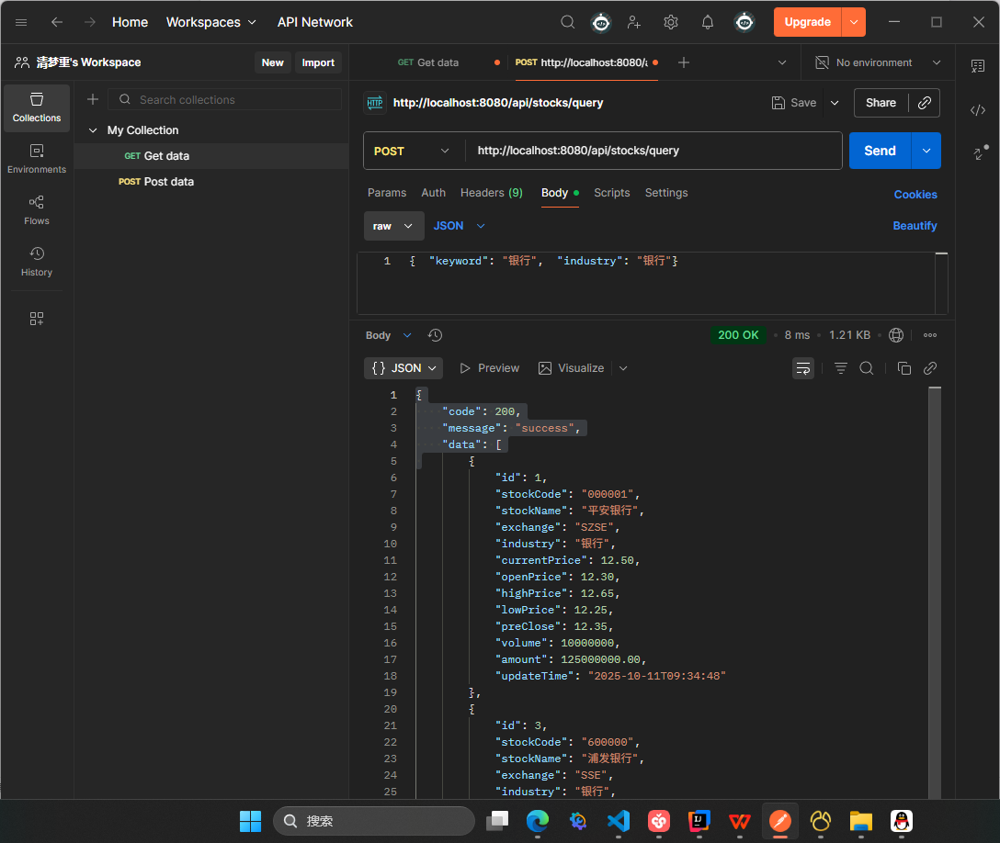 Home Workspaces API Network Upgrade
清梦重's Workspace New Import GET Get data POST http://localhost:8080/a No environment
Search collections
Collections
My Collection
GET Get data
POST Post data
Environments
Flows
History
HTTP http://localhost:8080/api/stocks/query Save Share
POST http://localhost:8080/api/stocks/query Send
Params Auth Headers (9) Body Scripts Settings Cookies
raw JSON Beautify
1 { "keyword": "银行", "industry": "银行"}
Body 200 OK 8 ms 1.21 KB
{} JSON Preview Visualize
1 {
2 "code": 200,
3 "message": "success",
4 "data": [
5 {
6 "id": 1,
7 "stockCode": "000001",
8 "stockName": "平安银行",
9 "exchange": "SZSE",
10 "industry": "银行",
11 "currentPrice": 12.50,
12 "openPrice": 12.30,
13 "highPrice": 12.65,
14 "lowPrice": 12.25,
15 "preClose": 12.35,
16 "volume": 10000000,
17 "amount": 125000000.00,
18 "updateTime": "2025-10-11T09:34:48"
19 },
20 {
21 "id": 3,
22 "stockCode": "600000",
23 "stockName": "浦发银行",
24 "exchange": "SSE",
25 "industry": "银行",
搜索